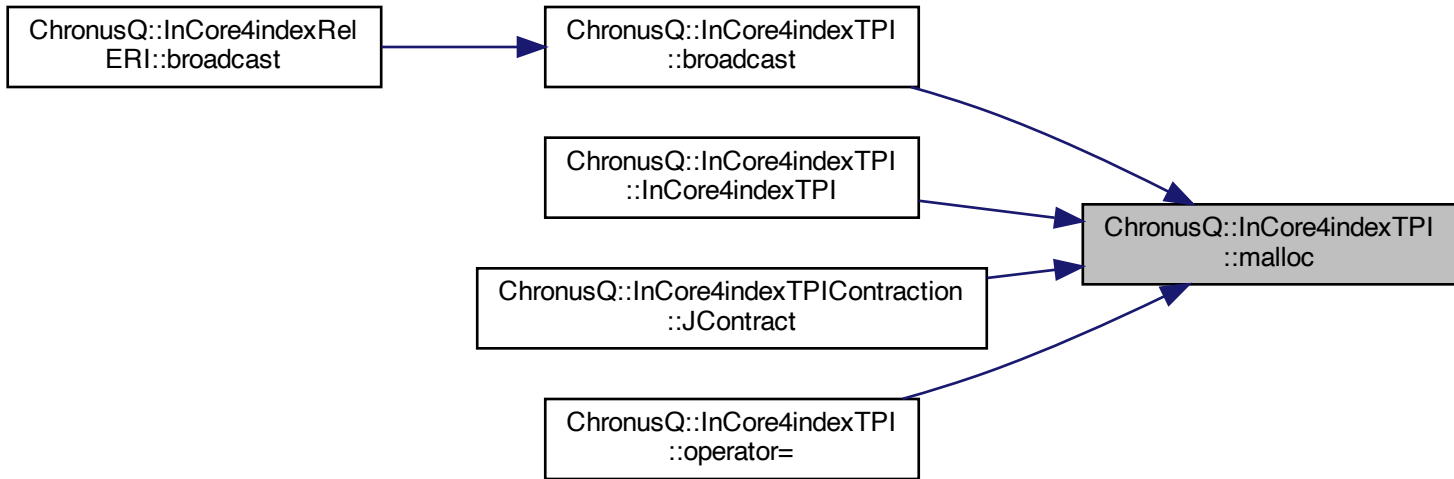 ChronusQ::InCore4indexRel
ERI::broadcast
ChronusQ::InCore4indexTPI
::broadcast
ChronusQ::InCore4indexTPI
::InCore4indexTPI
ChronusQ::InCore4indexTPIContraction
::JContract
ChronusQ::InCore4indexTPI
::operator=
ChronusQ::InCore4indexTPI
::malloc